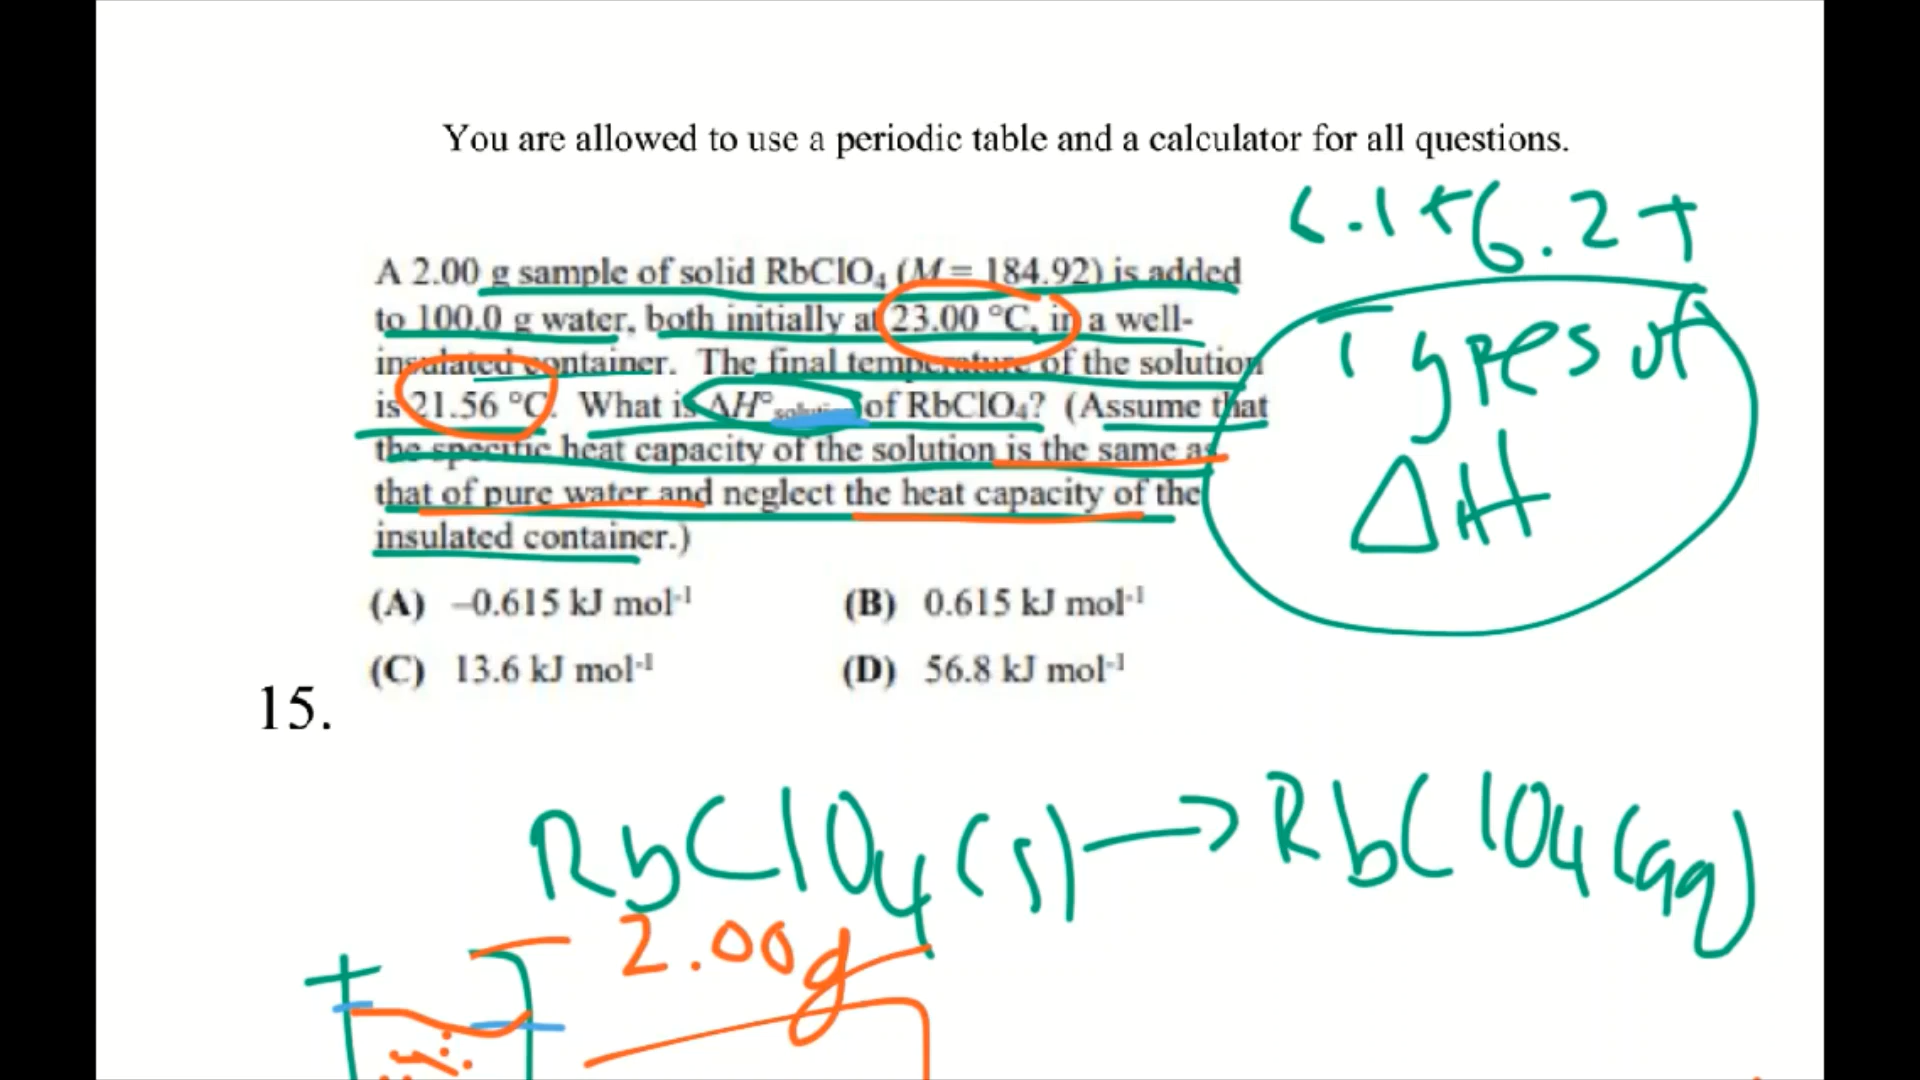 You are allowed to use a periodic table and a calculator for all questions.
6.1 + 6.2 +
Types of
ΔH
A 2.00 g sample of solid RbClO₄ (M = 184.92) is added
to 100.0 g water, both initially at 23.00 °C, in a well-
insulated container. The final temperature of the solution
is 21.56 °C. What is ΔH°solution of RbClO₄? (Assume that
the specific heat capacity of the solution is the same as
that of pure water and neglect the heat capacity of the
insulated container.)
(A) –0.615 kJ mol⁻¹ (B) 0.615 kJ mol⁻¹
(C) 13.6 kJ mol⁻¹ (D) 56.8 kJ mol⁻¹
15.
RbClO₄(s) → RbClO₄(aq)
2.00g